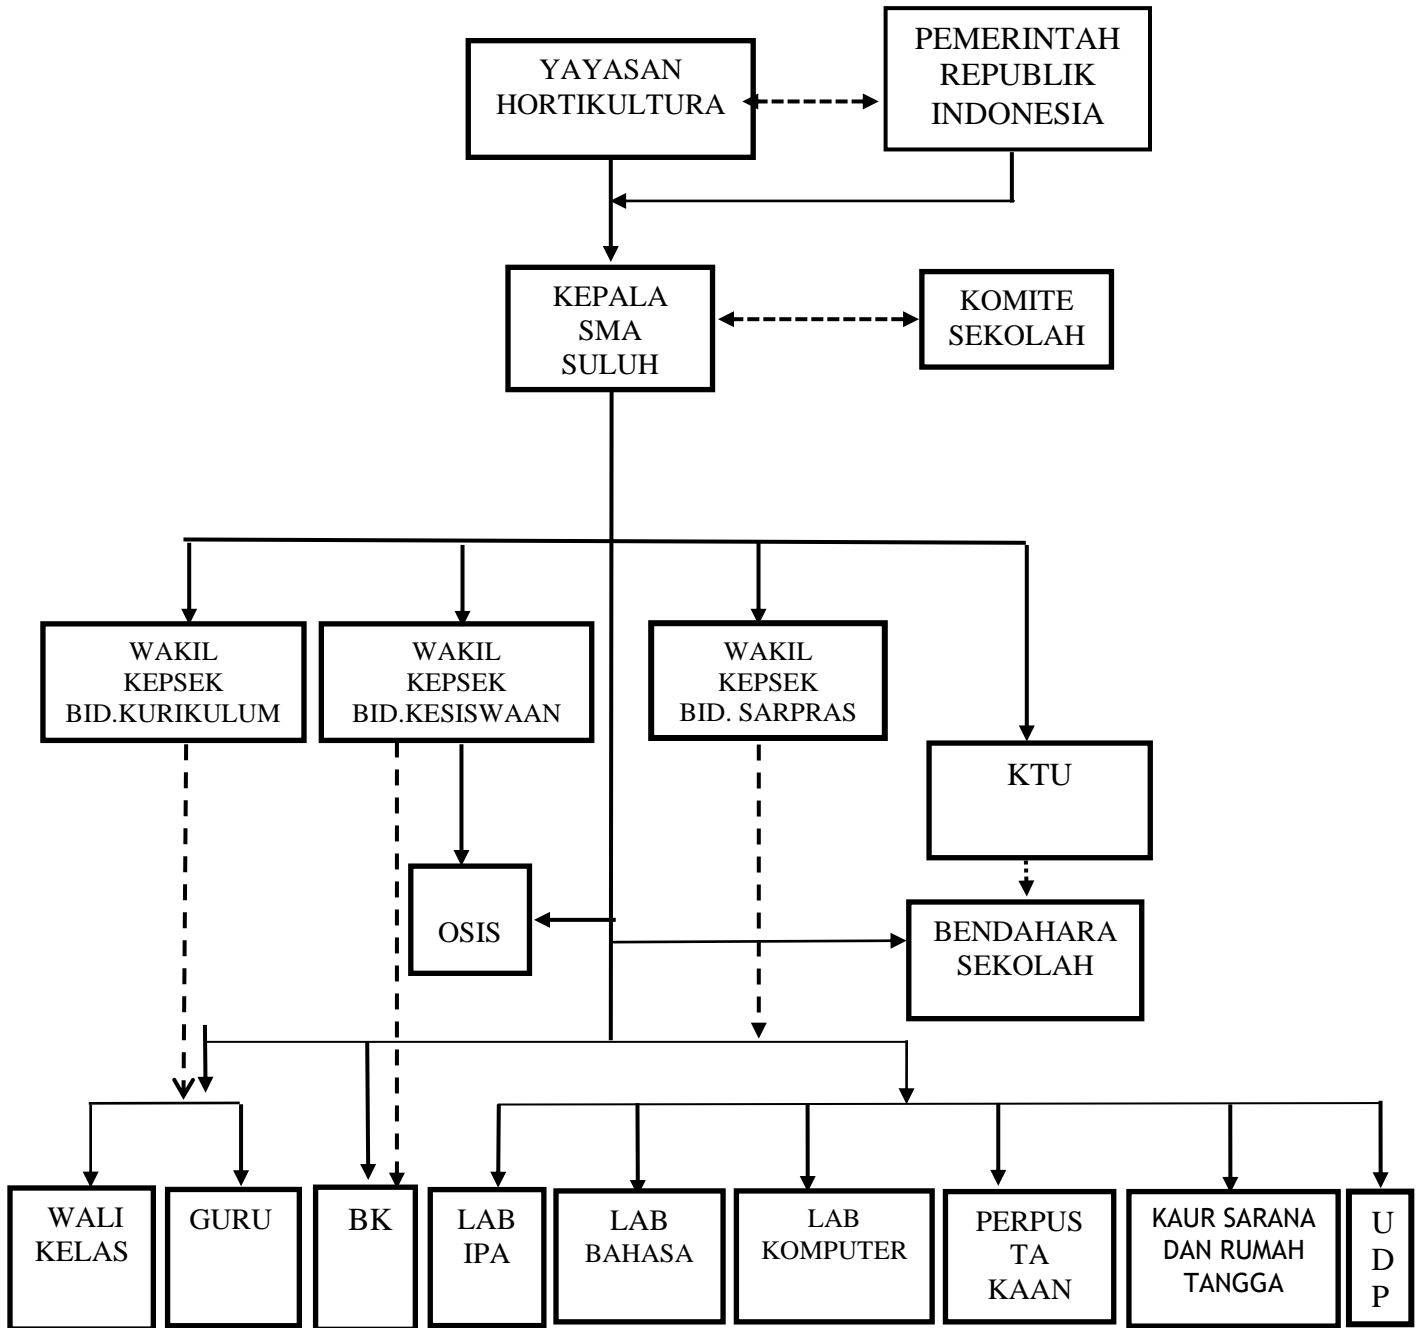 YAYASAN
HORTIKULTURA
PEMERINTAH
REPUBLIK
INDONESIA
KEPALA
SMA
SULUH
KOMITE
SEKOLAH
WAKIL
KEPSEK
BID.KURIKULUM
WAKIL
KEPSEK
BID.KESISWAAN
WAKIL
KEPSEK
BID. SARPRAS
KTU
OSIS
BENDAHARA
SEKOLAH
WALI
KELAS
GURU
BK
LAB
IPA
LAB
BAHASA
LAB
KOMPUTER
PERPUS
TA
KAAN
KAUR SARANA
DAN RUMAH
TANGGA
U
D
P